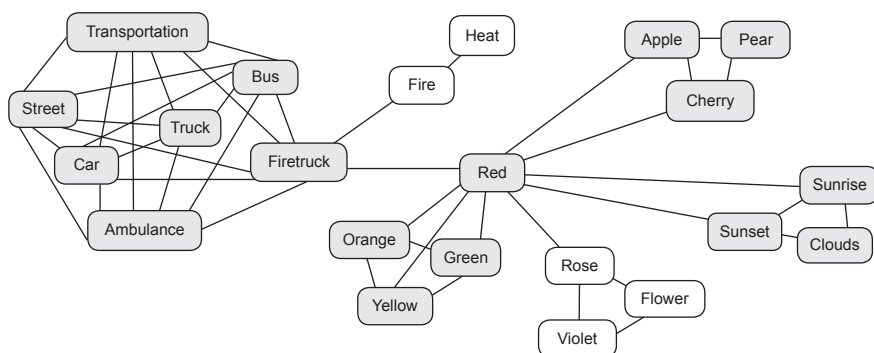 Heat
Transportation
Apple
Pear
Bus
Fire
Street
Cherry
Truck
Car
Firetruck
Red
Sunrise
Ambulance
Orange
Sunset
Clouds
Green
Rose
Yellow
Flower
Violet